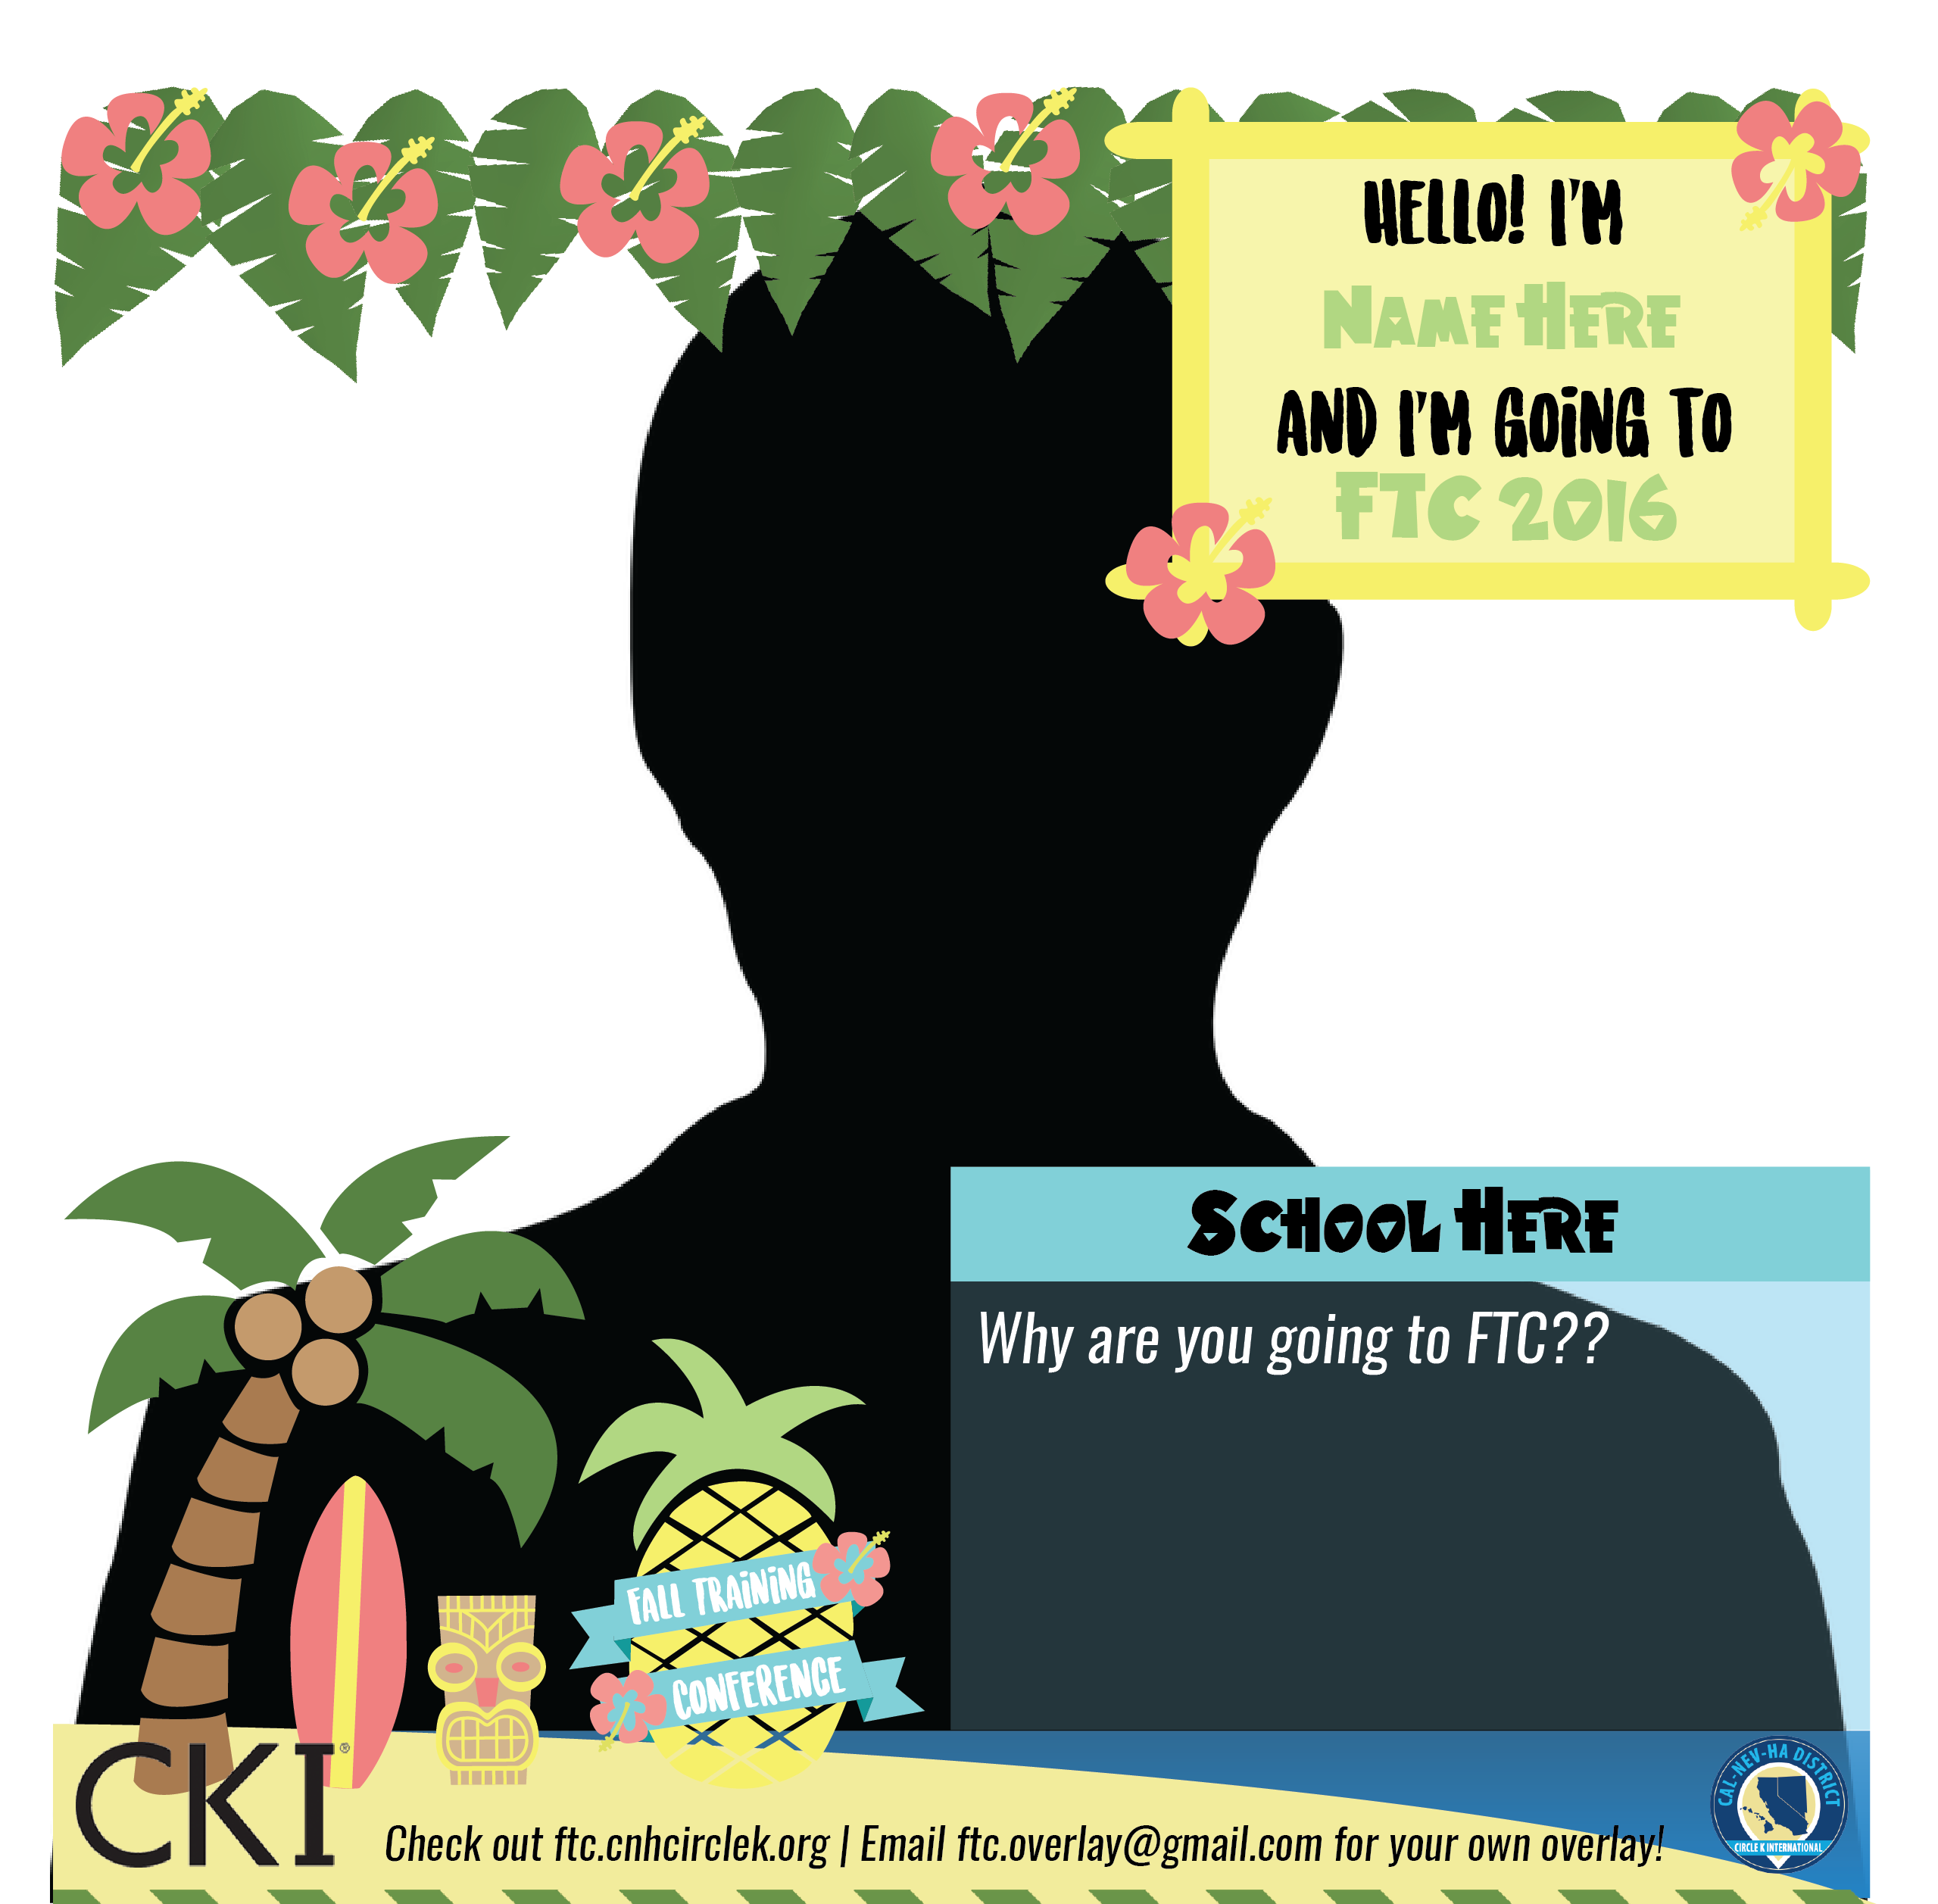 HELLO! I'M
NAME HERE
AND I'M GOING TO
FTC 2016
SCHOOL HERE
Why are you going to FTC??
FALL TRAINING
CONFERENCE
CKI®
Check out ftc.cnhcirclek.org | Email ftc.overlay@gmail.com for your own overlay!
CAL-NEV-HA DISTRICT
CIRCLE K INTERNATIONAL